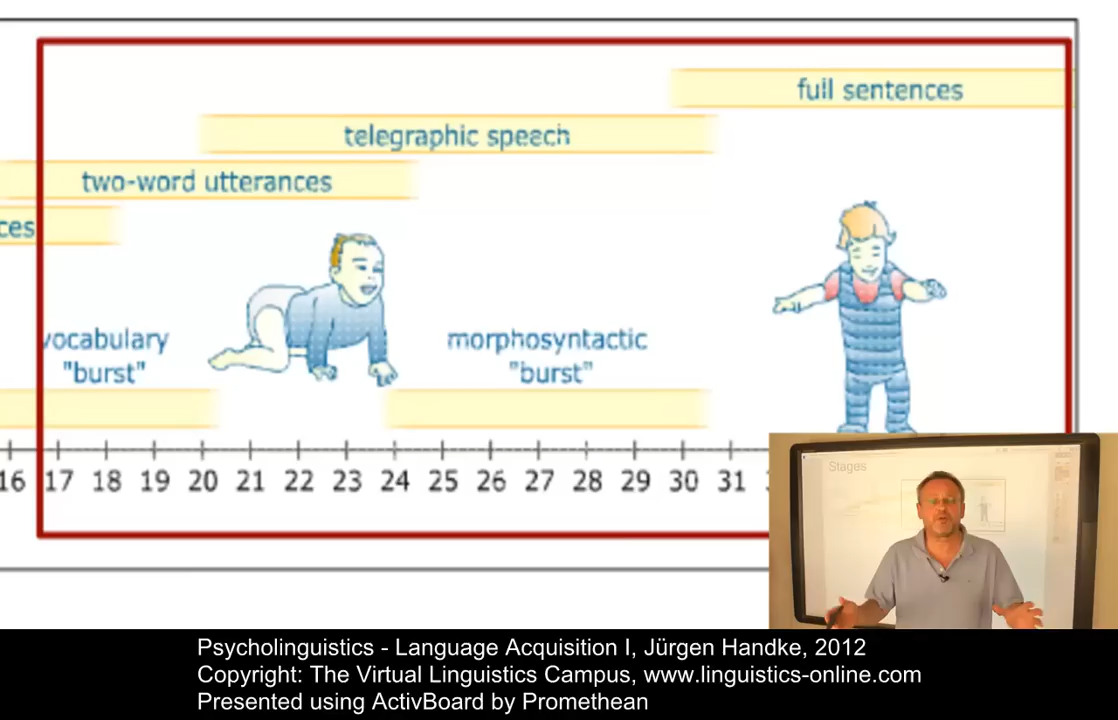 full sentences
telegraphic speech
two-word utterances
ces
vocabulary
"burst"
morphosyntactic
"burst"
16 17 18 19 20 21 22 23 24 25 26 27 28 29 30 31
Stages
Psycholinguistics - Language Acquisition I, Jürgen Handke, 2012
Copyright: The Virtual Linguistics Campus, www.linguistics-online.com
Presented using ActivBoard by Promethean